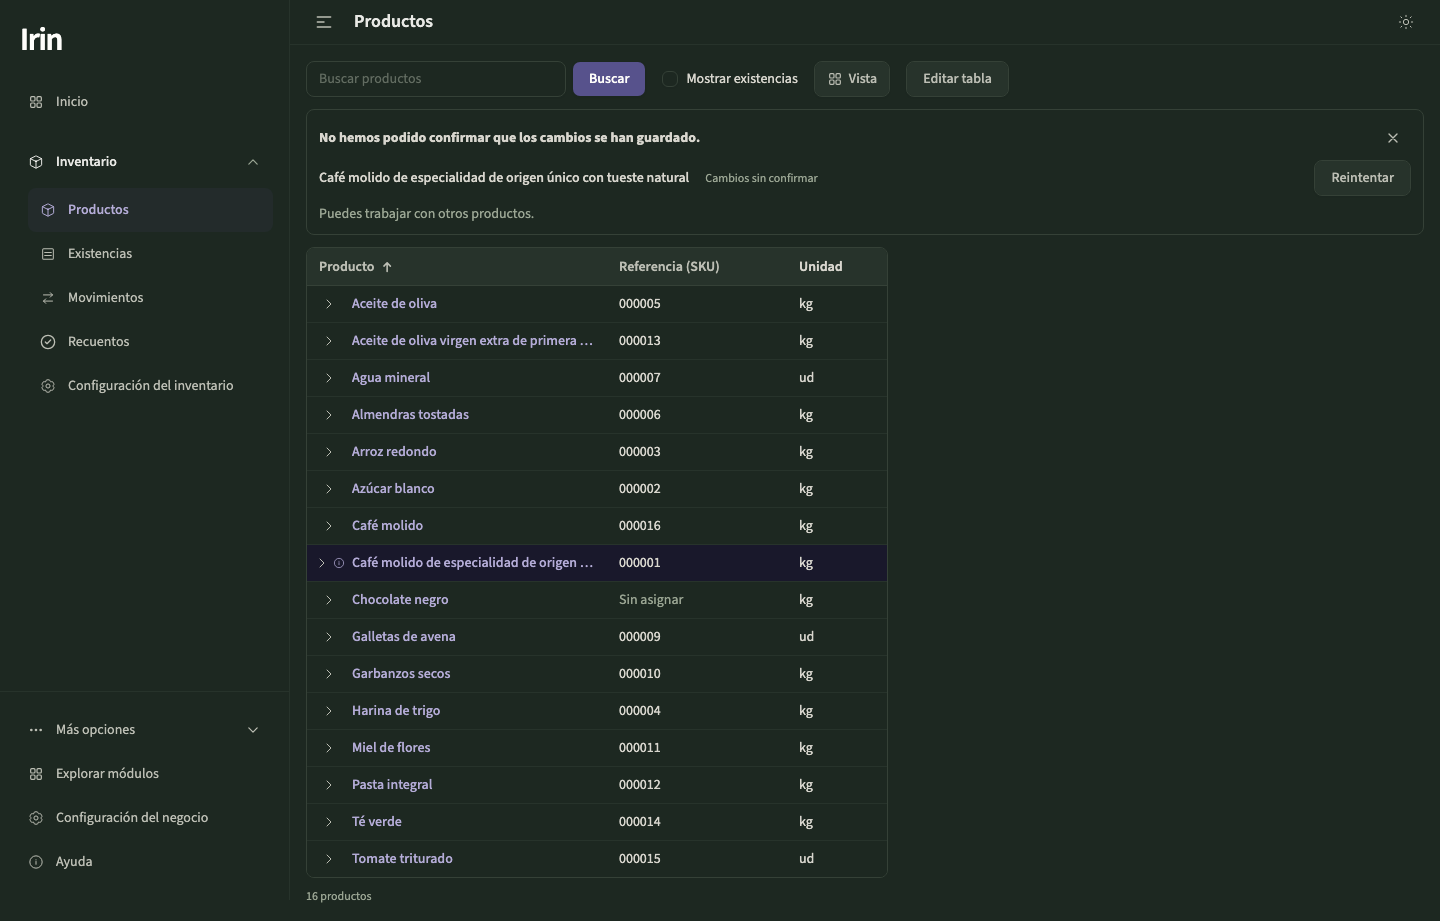 Irin
Productos
Inicio
Inventario
Productos
Existencias
Movimientos
Recuentos
Configuración del inventario
Más opciones
Explorar módulos
Configuración del negocio
Ayuda
Buscar productos Buscar Mostrar existencias Vista Editar tabla
No hemos podido confirmar que los cambios se han guardado.
Café molido de especialidad de origen único con tueste natural Cambios sin confirmar Reintentar
Puedes trabajar con otros productos.
Producto Referencia (SKU) Unidad
Aceite de oliva 000005 kg
Aceite de oliva virgen extra de primera ... 000013 kg
Agua mineral 000007 ud
Almendras tostadas 000006 kg
Arroz redondo 000003 kg
Azúcar blanco 000002 kg
Café molido 000016 kg
Café molido de especialidad de origen ... 000001 kg
Chocolate negro Sin asignar kg
Galletas de avena 000009 ud
Garbanzos secos 000010 kg
Harina de trigo 000004 kg
Miel de flores 000011 kg
Pasta integral 000012 kg
Té verde 000014 kg
Tomate triturado 000015 ud
16 productos